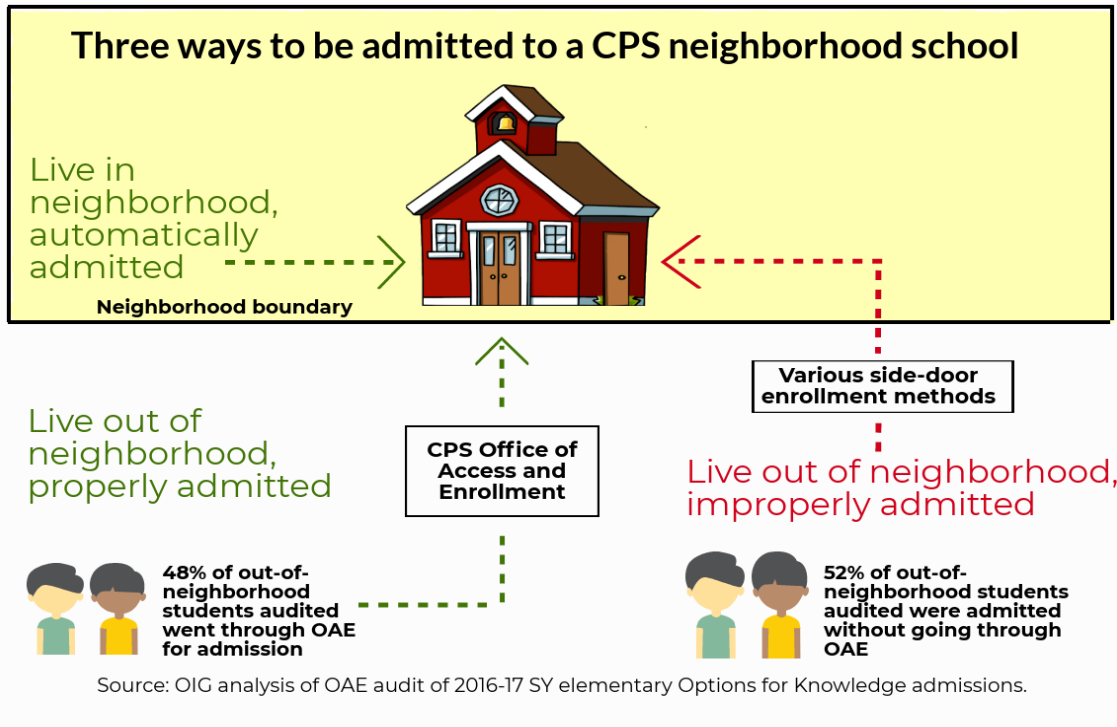 Three ways to be admitted to a CPS neighborhood school
Live in
neighborhood,
automatically
admitted
Neighborhood boundary
Live out of
neighborhood,
properly admitted
CPS Office of
Access and
Enrollment
Various side-door
enrollment methods
Live out of neighborhood,
improperly admitted
48% of out-of-
neighborhood
students audited
went through OAE
for admission
52% of out-of-
neighborhood students
audited were admitted
without going through
OAE
Source: OIG analysis of OAE audit of 2016-17 SY elementary Options for Knowledge admissions.